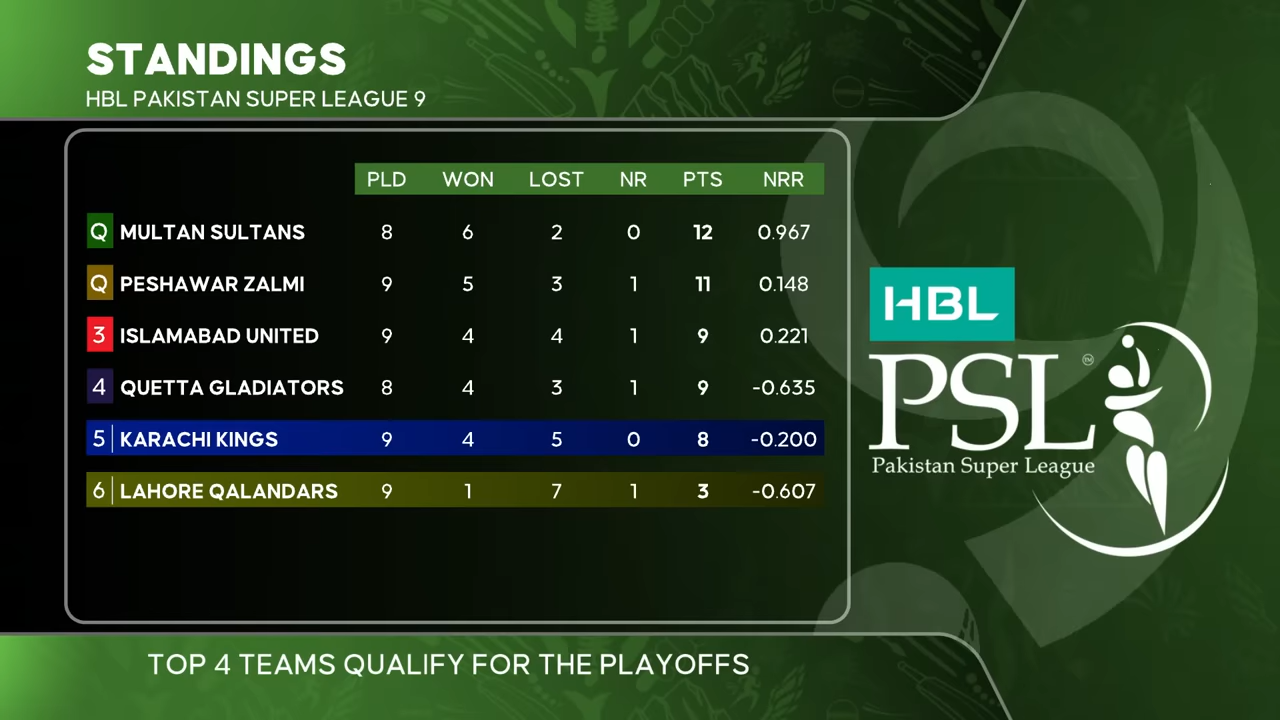 STANDINGS
HBL PAKISTAN SUPER LEAGUE 9
PLD WON LOST NR PTS NRR
Q MULTAN SULTANS 8 6 2 0 12 0.967
Q PESHAWAR ZALMI 9 5 3 1 11 0.148
3 ISLAMABAD UNITED 9 4 4 1 9 0.221
4 QUETTA GLADIATORS 8 4 3 1 9 -0.635
5 KARACHI KINGS 9 4 5 0 8 -0.200
6 LAHORE QALANDARS 9 1 7 1 3 -0.607
HBL
PSL™
Pakistan Super League
TOP 4 TEAMS QUALIFY FOR THE PLAYOFFS